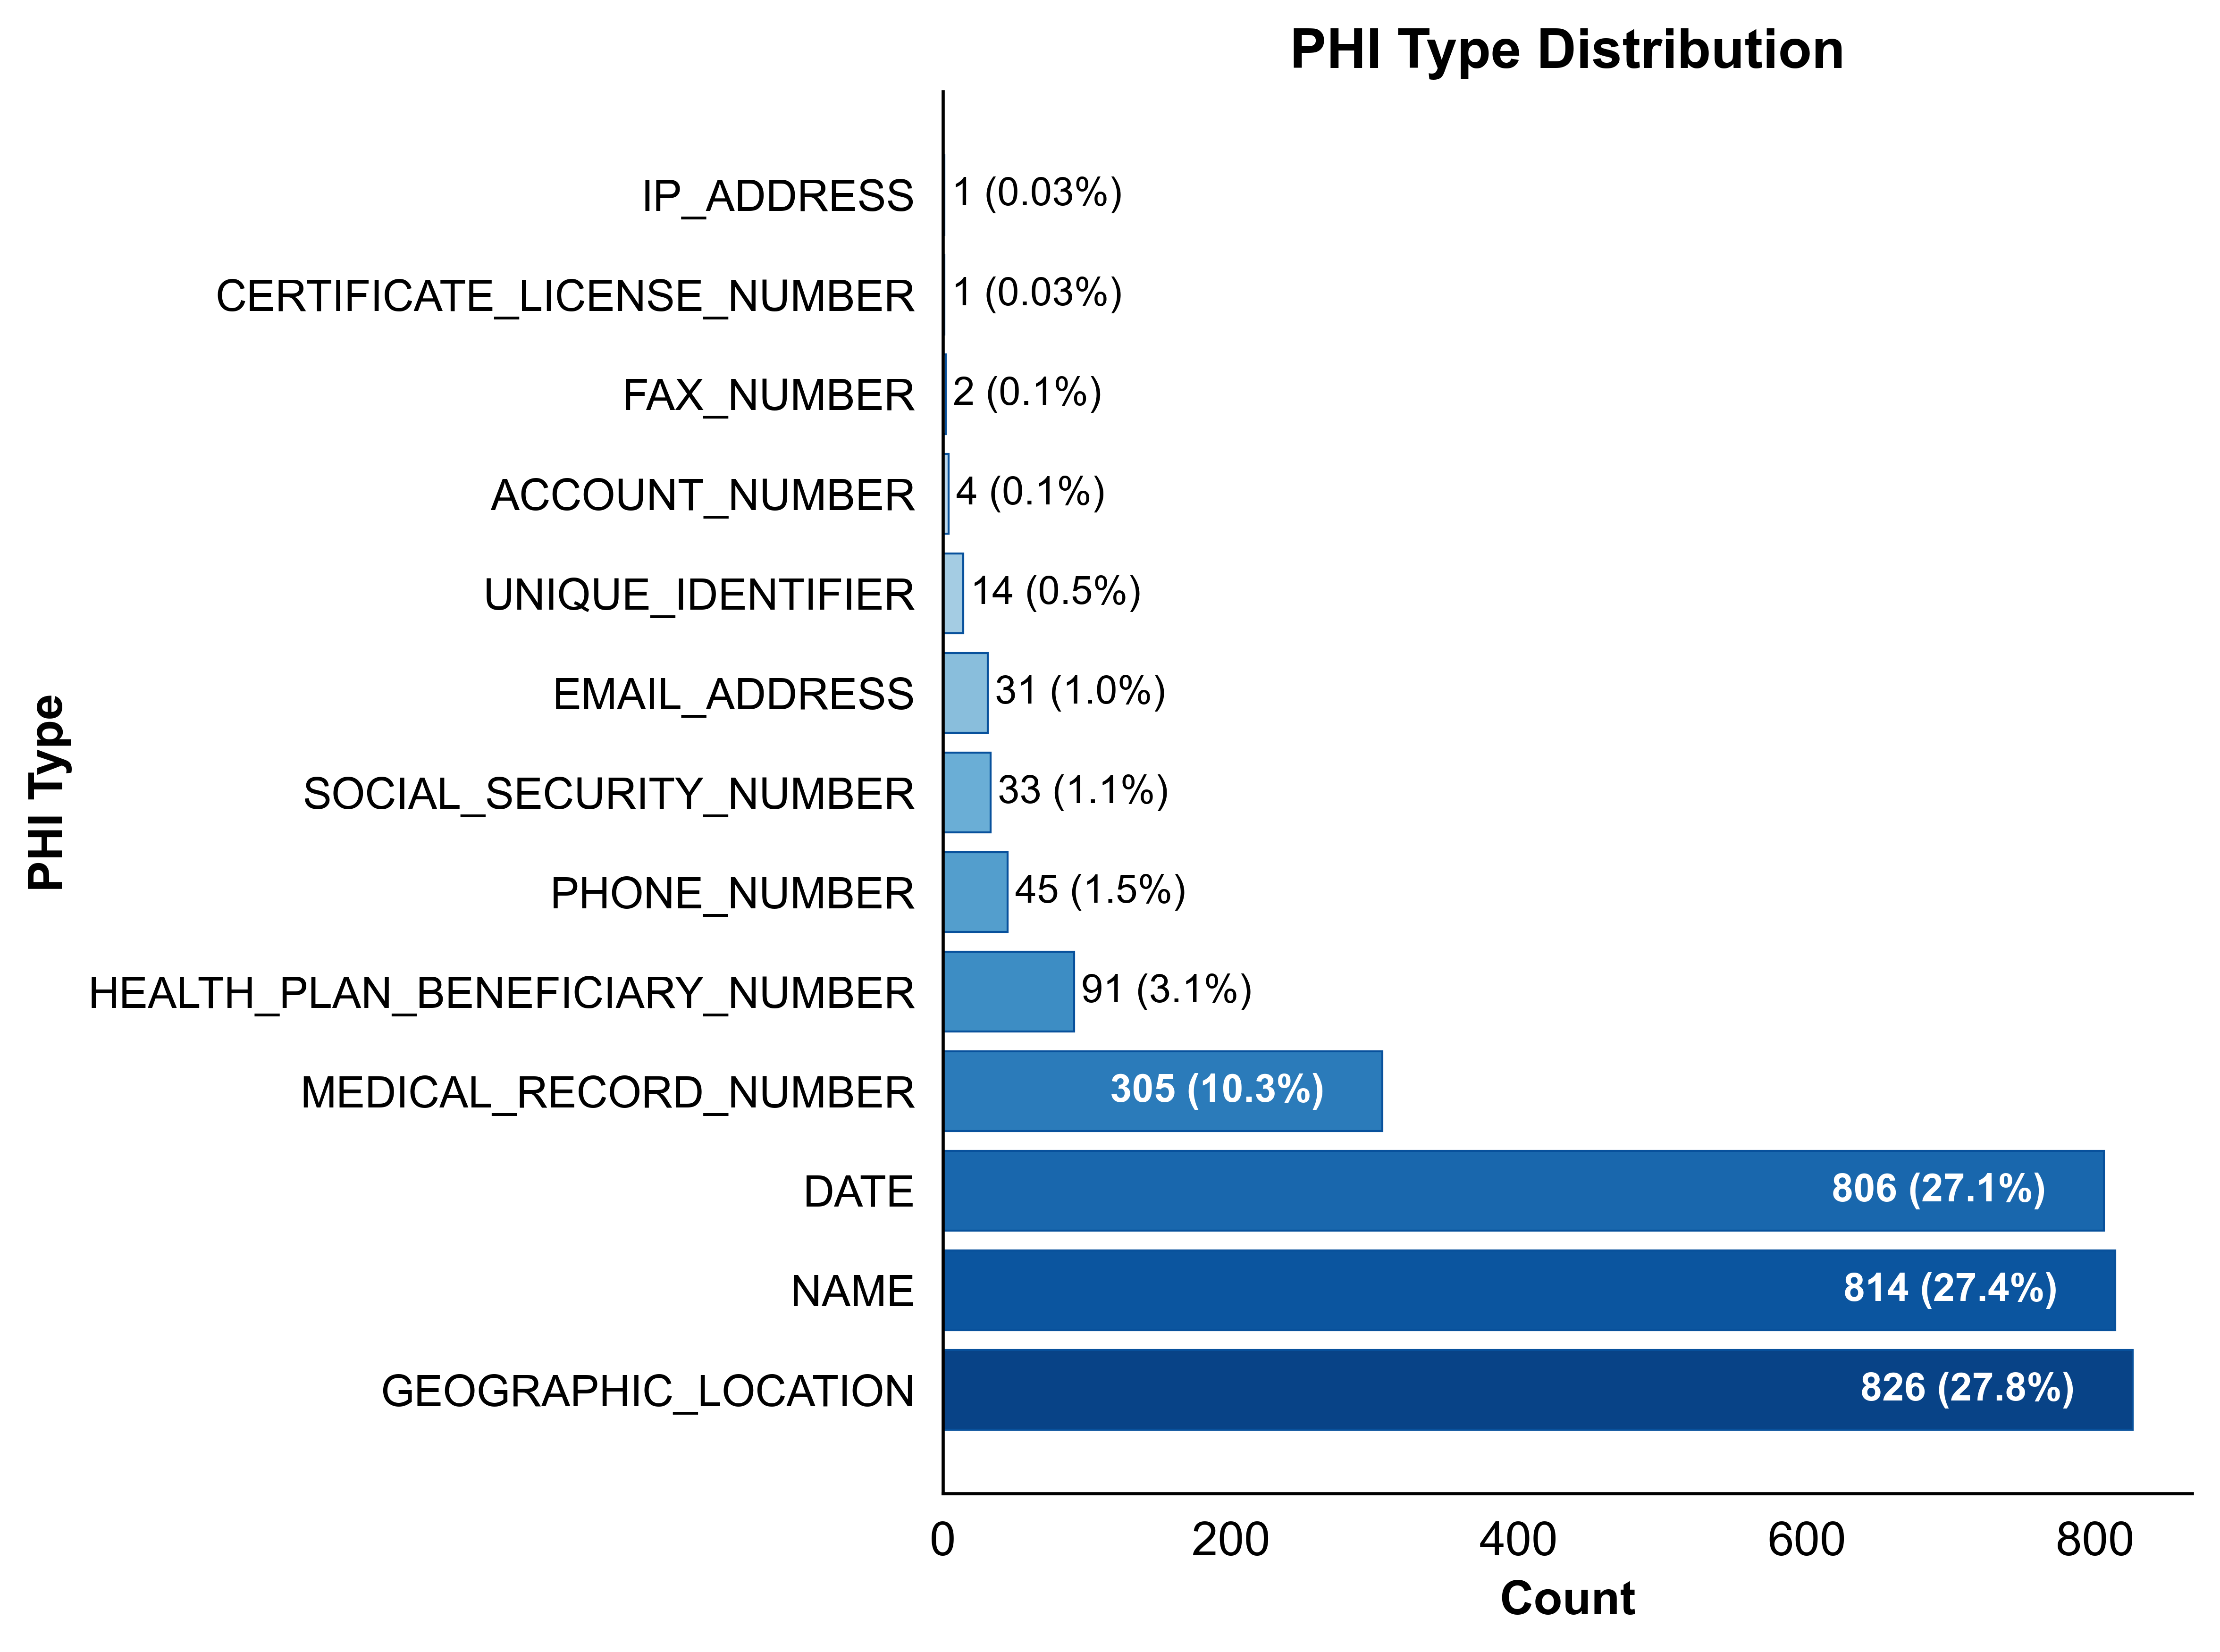 PHI Type Distribution
IP_ADDRESS 1 (0.03%)
CERTIFICATE_LICENSE_NUMBER 1 (0.03%)
FAX_NUMBER 2 (0.1%)
ACCOUNT_NUMBER 4 (0.1%)
UNIQUE_IDENTIFIER 14 (0.5%)
EMAIL_ADDRESS 31 (1.0%)
SOCIAL_SECURITY_NUMBER 33 (1.1%)
PHONE_NUMBER 45 (1.5%)
HEALTH_PLAN_BENEFICIARY_NUMBER 91 (3.1%)
MEDICAL_RECORD_NUMBER 305 (10.3%)
DATE 806 (27.1%)
NAME 814 (27.4%)
GEOGRAPHIC_LOCATION 826 (27.8%)
PHI Type
0 200 400 600 800
Count